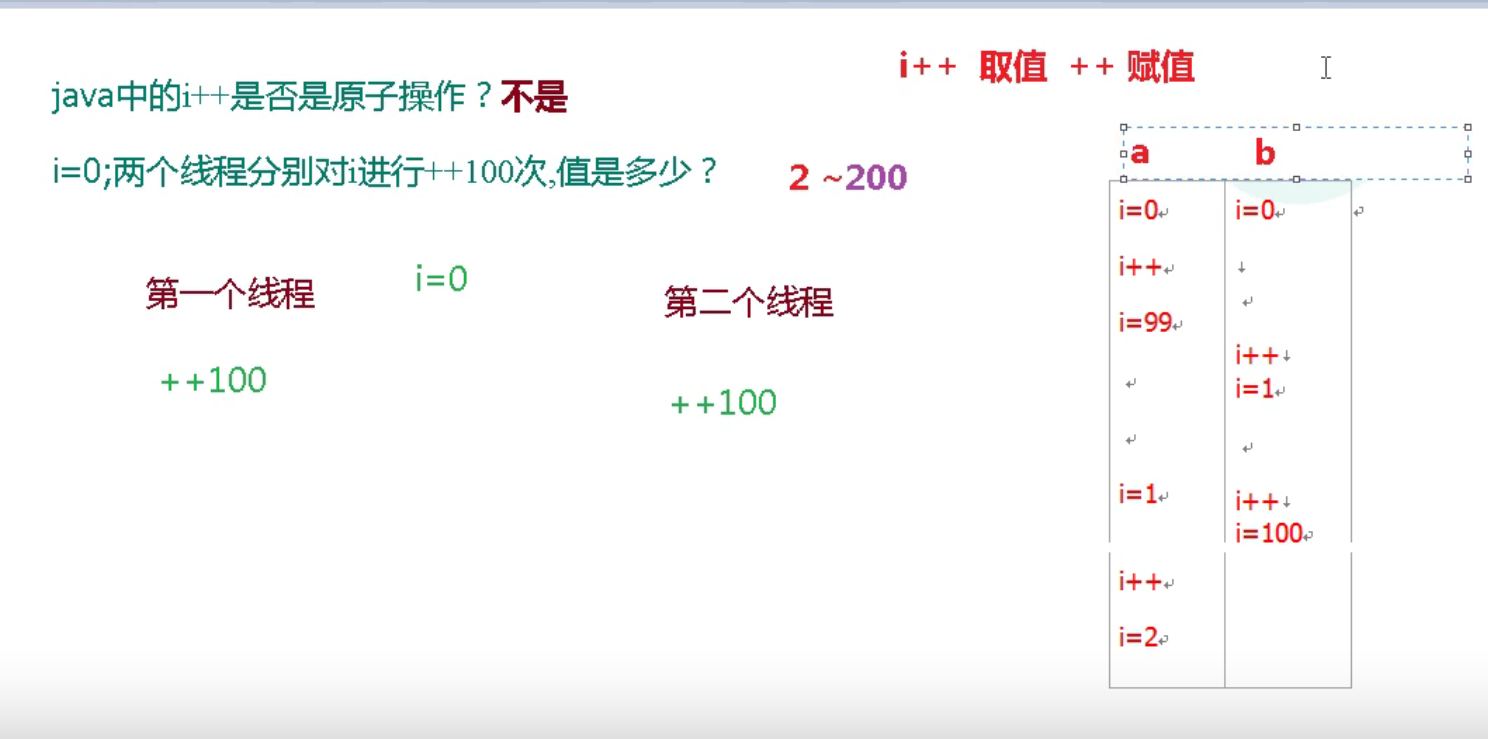 java中的i++是否是原子操作？不是
i++ 取值 ++ 赋值
i=0;两个线程分别对i进行++100次,值是多少？
2 ~200
第一个线程
i=0
第二个线程
++100
++100
a b
i=0 i=0
i++
i=99
i++
i=1
i=1
i++
i=100
i++
i=2